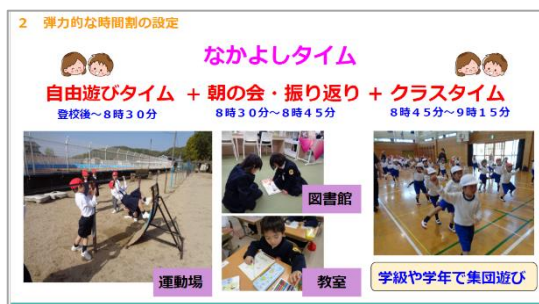 2 弾力的な時間割の設定
なかよしタイム
自由遊びタイム + 朝の会・振り返り + クラスタイム
登校後~8時30分 8時30分~8時45分 8時45分~9時15分
図書館
運動場
教室
学級や学年で集団遊び